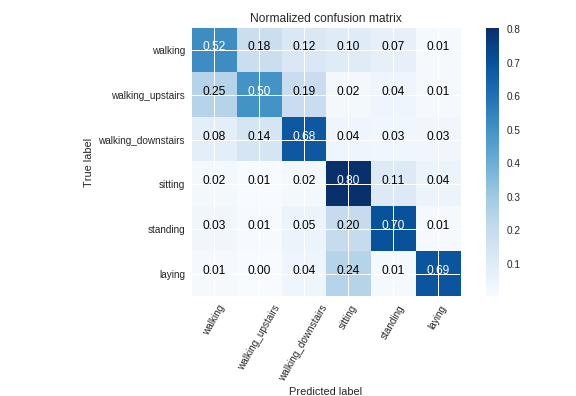 Normalized confusion matrix
True label
walking 0.52 0.18 0.12 0.10 0.07 0.01
walking_upstairs 0.25 0.50 0.19 0.02 0.04 0.01
walking_downstairs 0.08 0.14 0.68 0.04 0.03 0.03
sitting 0.02 0.01 0.02 0.80 0.11 0.04
standing 0.03 0.01 0.05 0.20 0.70 0.01
laying 0.01 0.00 0.04 0.24 0.01 0.69
walking walking_upstairs walking_downstairs sitting standing laying
Predicted label
0.8
0.7
0.6
0.5
0.4
0.3
0.2
0.1